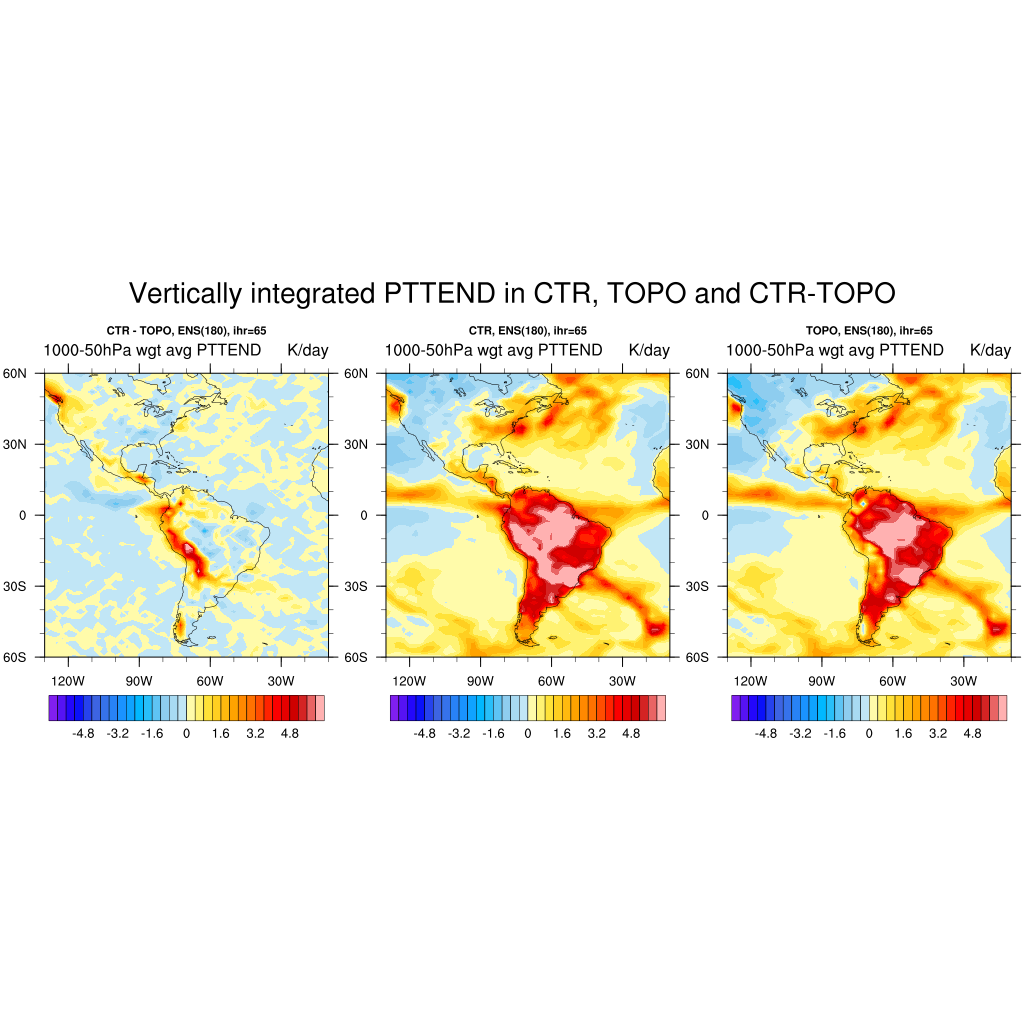 Vertically integrated PTTEND in CTR, TOPO and CTR-TOPO
CTR - TOPO, ENS(180), ihr=65
1000-50hPa wgt avg PTTEND K/day
60N
30N
0
30S
60S
120W 90W 60W 30W
-4.8 -3.2 -1.6 0 1.6 3.2 4.8
CTR, ENS(180), ihr=65
1000-50hPa wgt avg PTTEND K/day
60N
30N
0
30S
60S
120W 90W 60W 30W
-4.8 -3.2 -1.6 0 1.6 3.2 4.8
TOPO, ENS(180), ihr=65
1000-50hPa wgt avg PTTEND K/day
60N
30N
0
30S
60S
120W 90W 60W 30W
-4.8 -3.2 -1.6 0 1.6 3.2 4.8